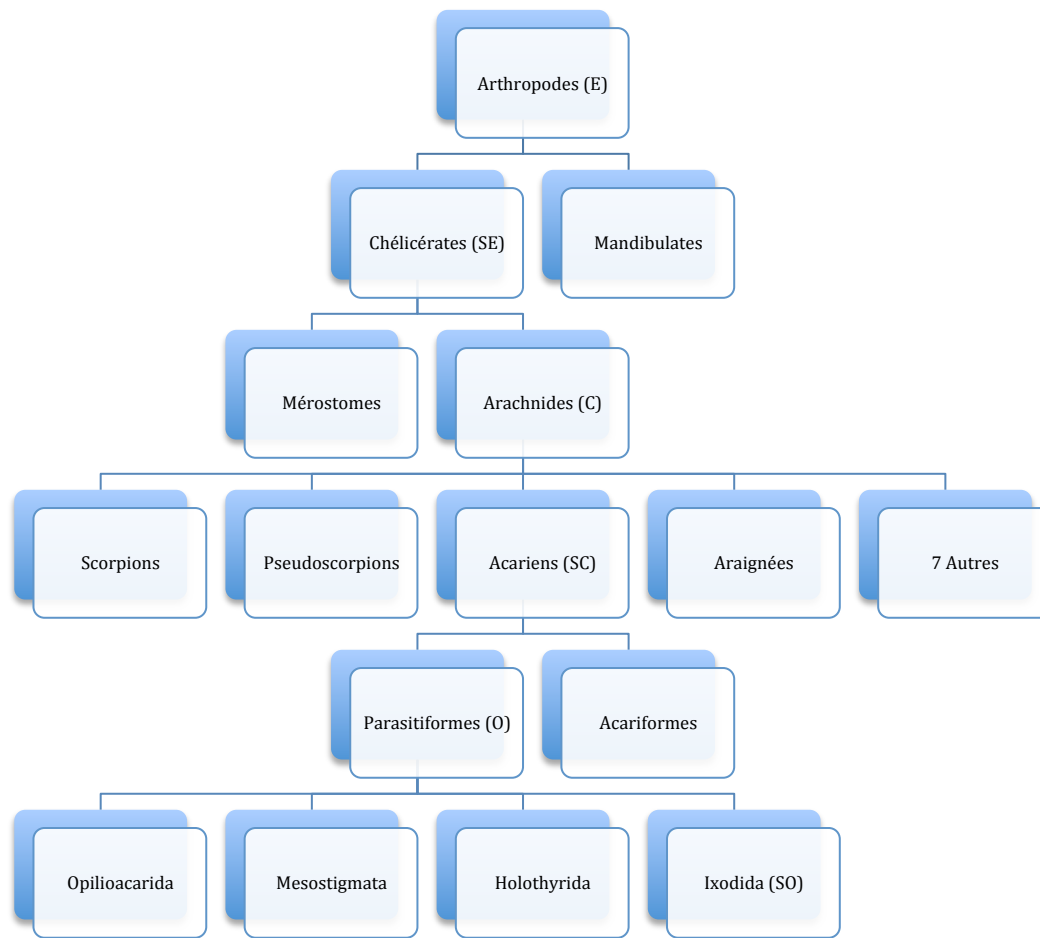 Arthropodes (E)
Chélicérates (SE)
Mandibulates
Mérostomes
Arachnides (C)
Scorpions
Pseudoscorpions
Acariens (SC)
Araignées
7 Autres
Parasitiformes (O)
Acariformes
Opilioacarida
Mesostigmata
Holothyrida
Ixodida (SO)